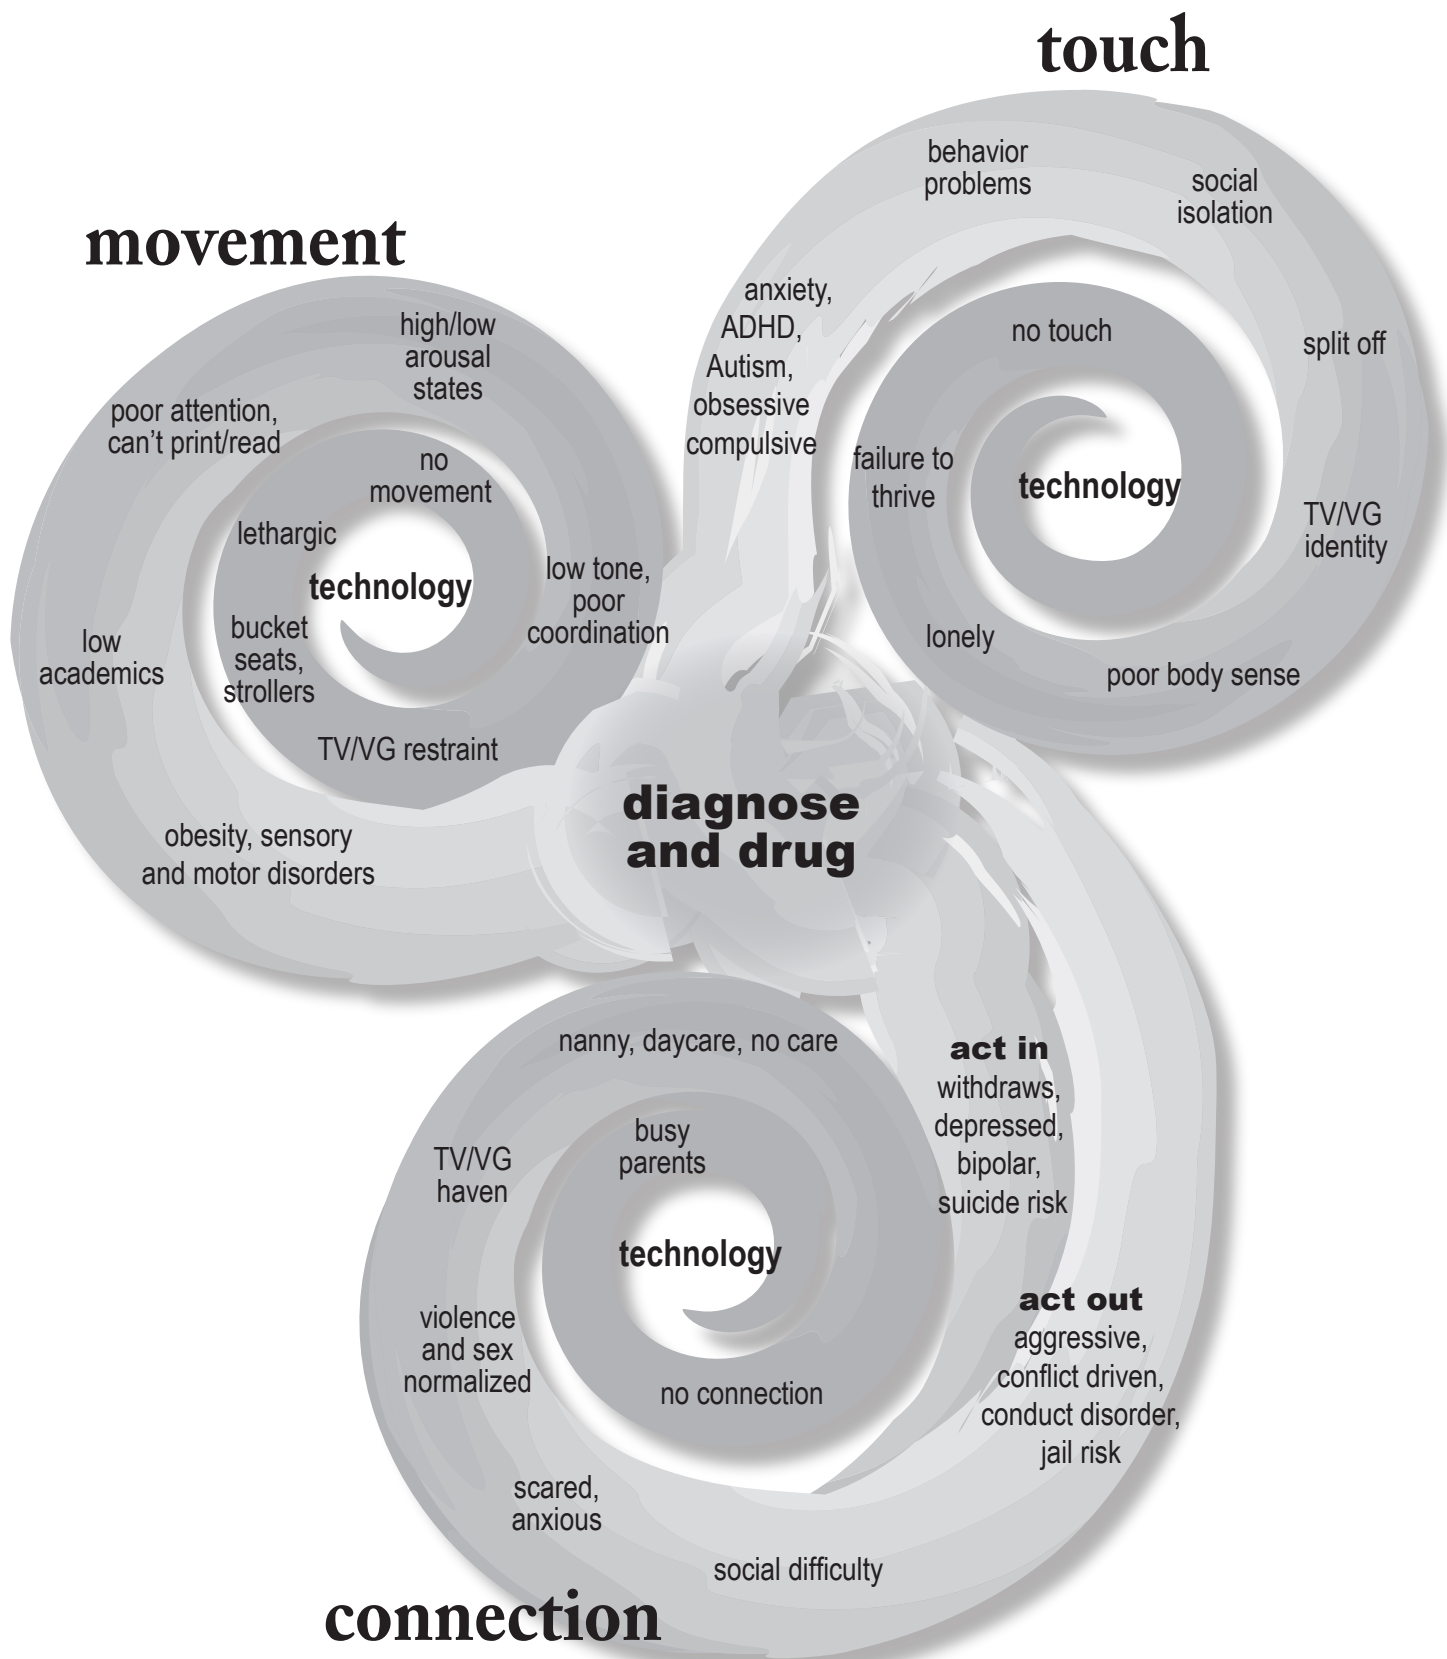 touch
behavior
problems
social
isolation
anxiety,
ADHD,
Autism,
obsessive
compulsive
no touch
split off
failure to
thrive
technology
TV/VG
identity
lonely
poor body sense
movement
high/low
arousal
states
poor attention,
can't print/read
no
movement
lethargic
technology
low tone,
poor
coordination
bucket
seats,
strollers
low
academics
TV/VG restraint
obesity, sensory
and motor disorders
diagnose
and drug
nanny, daycare, no care
busy
parents
TV/VG
haven
technology
violence
and sex
normalized
no connection
scared,
anxious
social difficulty
act in
withdraws,
depressed,
bipolar,
suicide risk
act out
aggressive,
conflict driven,
conduct disorder,
jail risk
connection